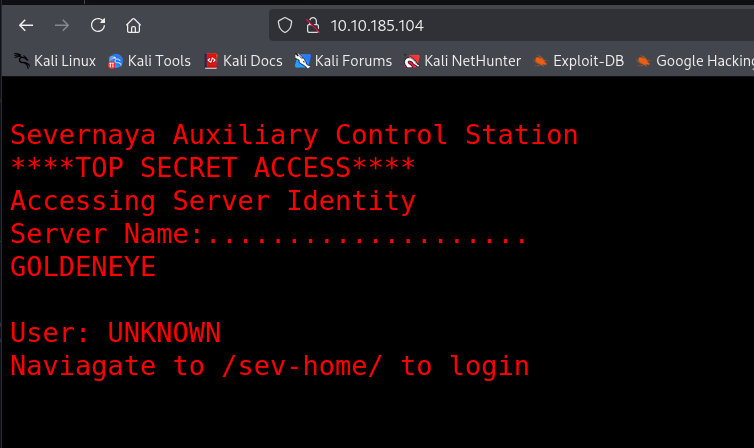 10.10.185.104
Kali Linux Kali Tools Kali Docs Kali Forums Kali NetHunter Exploit-DB Google Hacking
Severnaya Auxiliary Control Station
****TOP SECRET ACCESS****
Accessing Server Identity
Server Name:....................
GOLDENEYE
User: UNKNOWN
Naviagate to /sev-home/ to login